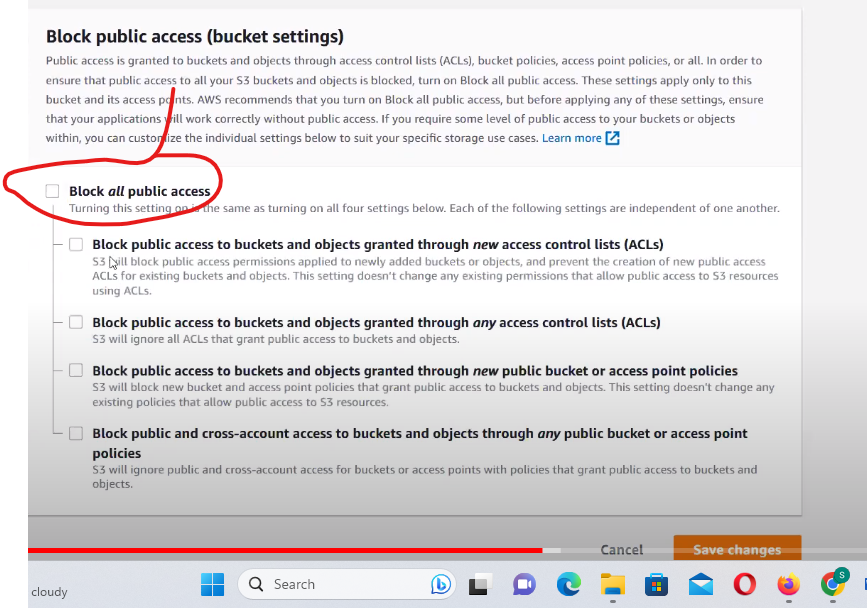 Block public access (bucket settings)
Public access is granted to buckets and objects through access control lists (ACLs), bucket policies, access point policies, or all. In order to
ensure that public access to all your S3 buckets and objects is blocked, turn on Block all public access. These settings apply only to this
bucket and its access points. AWS recommends that you turn on Block all public access, but before applying any of these settings, ensure
that your applications will work correctly without public access. If you require some level of public access to your buckets or objects
within, you can customize the individual settings below to suit your specific storage use cases. Learn more
Block all public access
Turning this setting on is the same as turning on all four settings below. Each of the following settings are independent of one another.
Block public access to buckets and objects granted through new access control lists (ACLs)
S3 will block public access permissions applied to newly added buckets or objects, and prevent the creation of new public access
ACLs for existing buckets and objects. This setting doesn't change any existing permissions that allow public access to S3 resources
using ACLs.
Block public access to buckets and objects granted through any access control lists (ACLs)
S3 will ignore all ACLs that grant public access to buckets and objects.
Block public access to buckets and objects granted through new public bucket or access point policies
S3 will block new bucket and access point policies that grant public access to buckets and objects. This setting doesn't change any
existing policies that allow public access to S3 resources.
Block public and cross-account access to buckets and objects through any public bucket or access point
policies
S3 will ignore public and cross-account access for buckets or access points with policies that grant public access to buckets and
objects.
Cancel Save changes
cloudy Search S